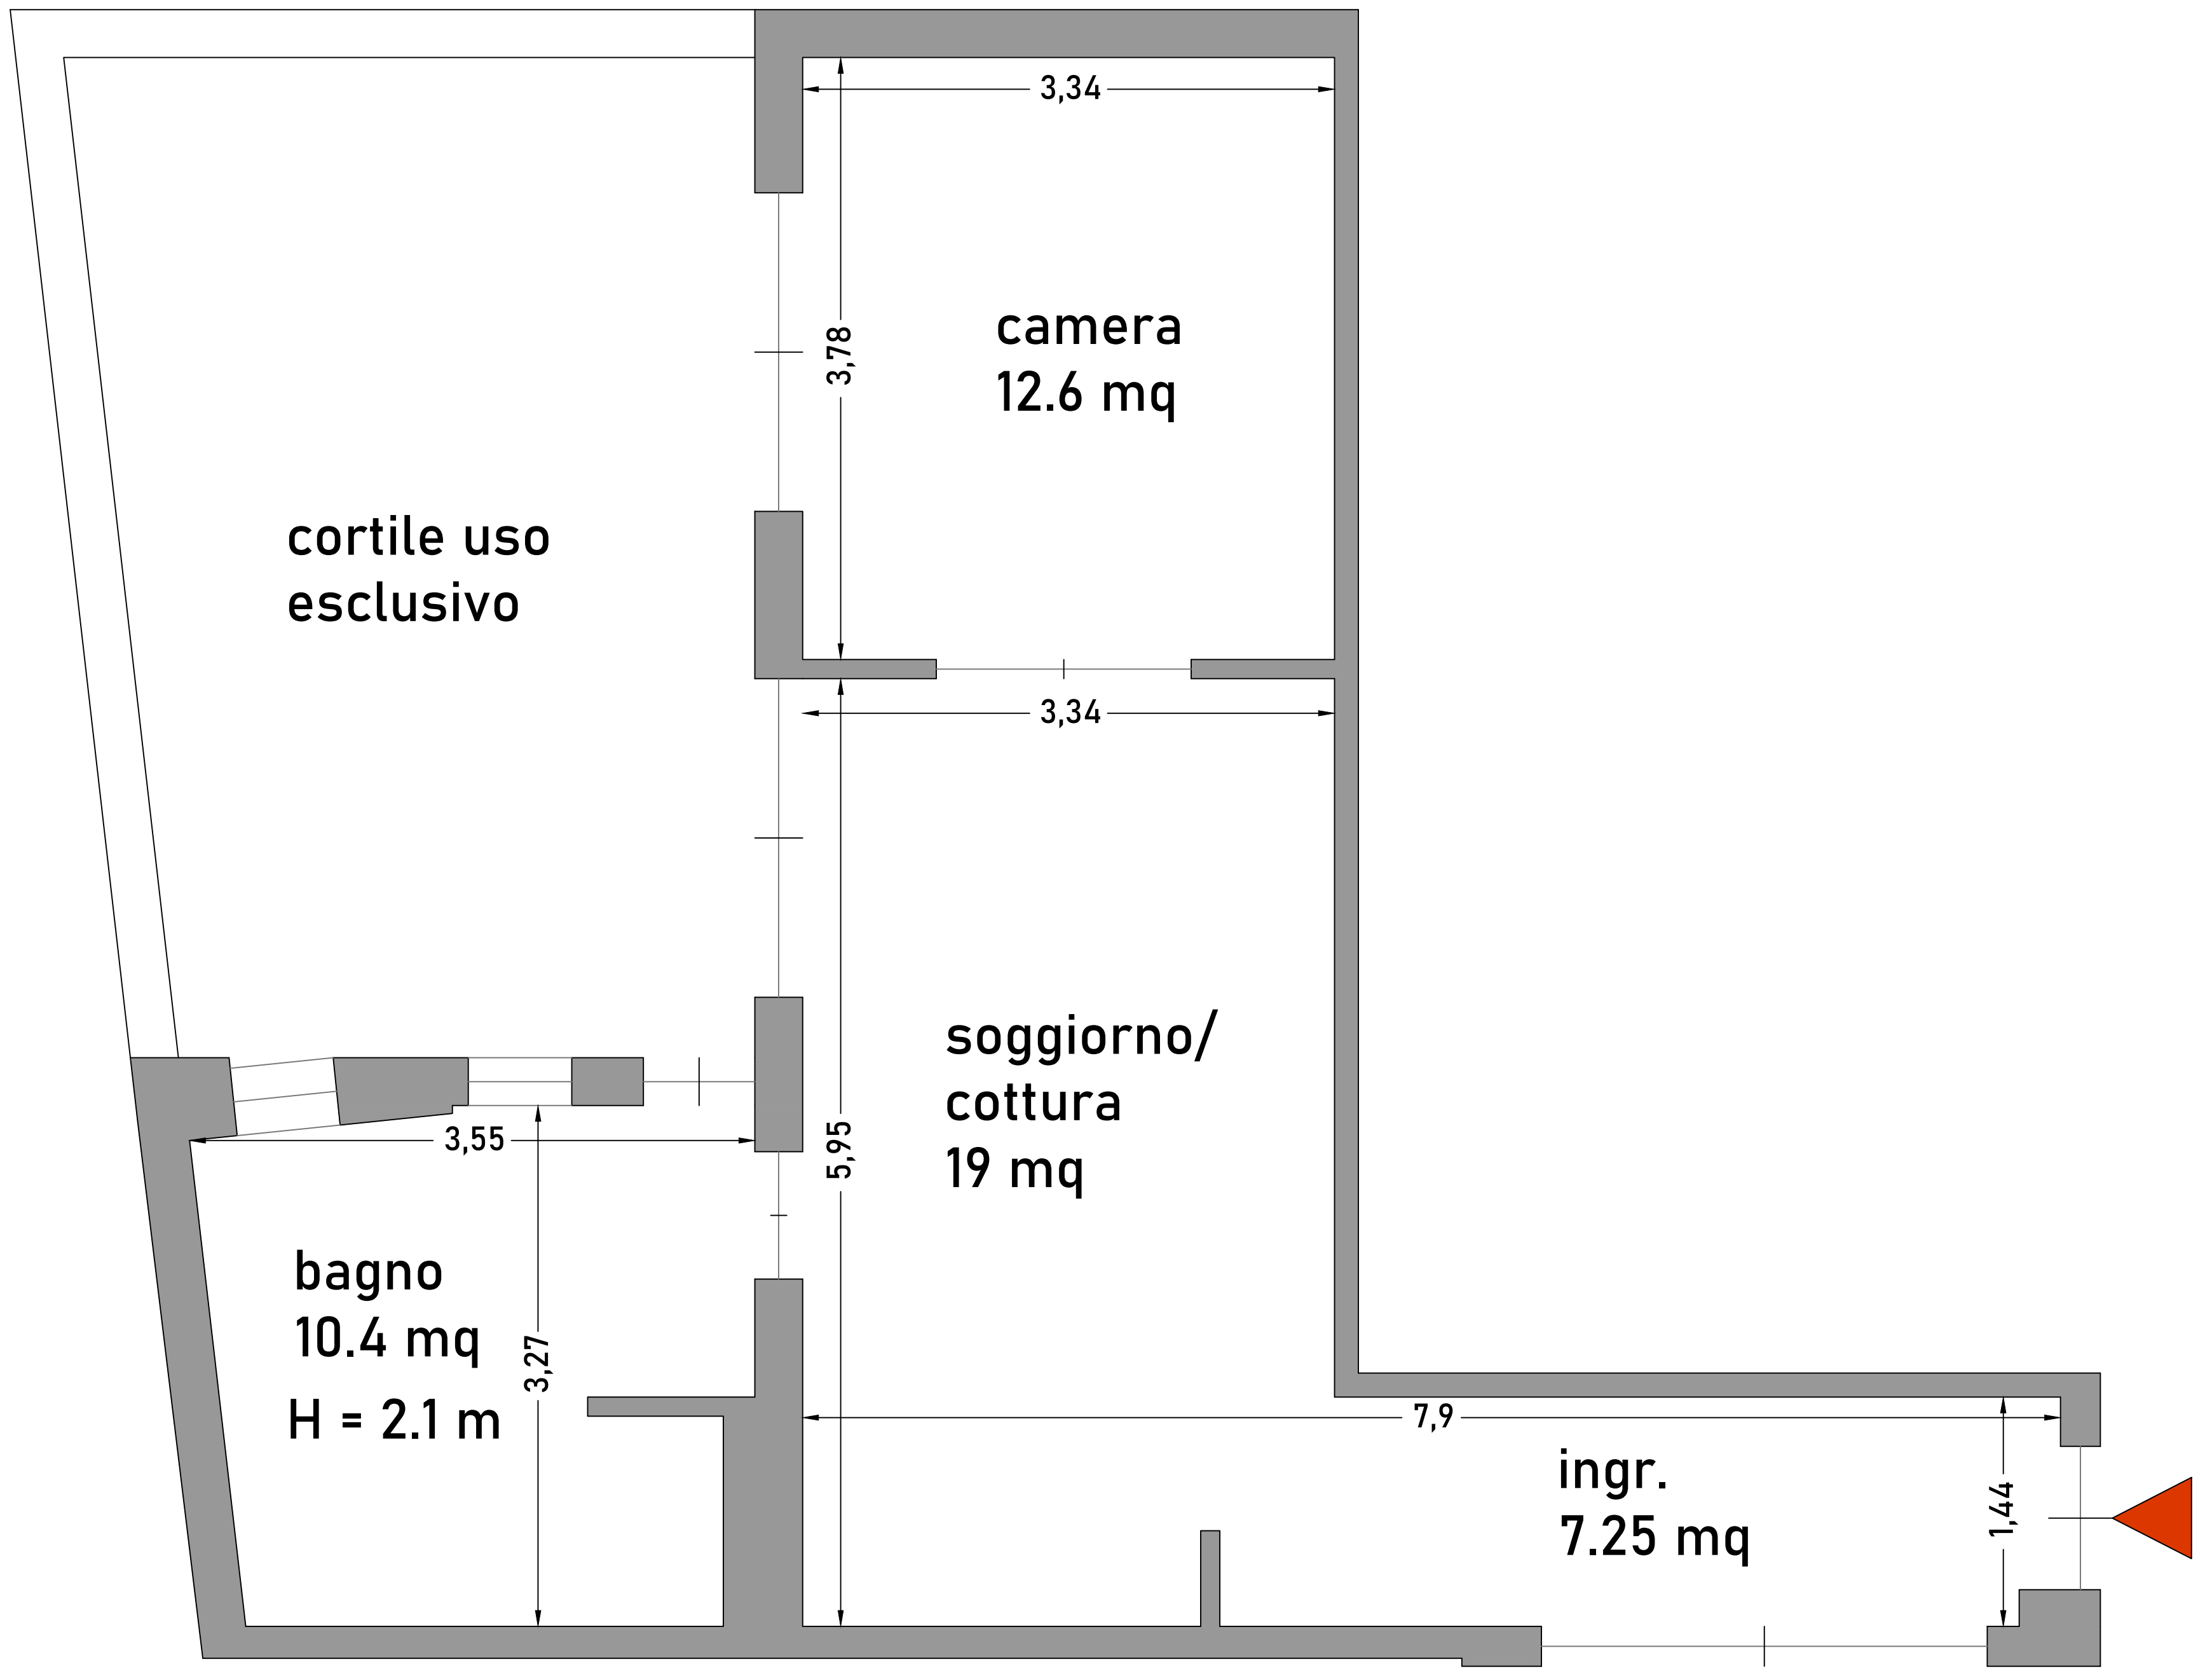 3,34
3,78
camera
12.6 mq
cortile uso
esclusivo
3,34
5,95
soggiorno/
cottura
19 mq
3,55
3,27
bagno
10.4 mq
H = 2.1 m
7,9
ingr.
7.25 mq
1,44